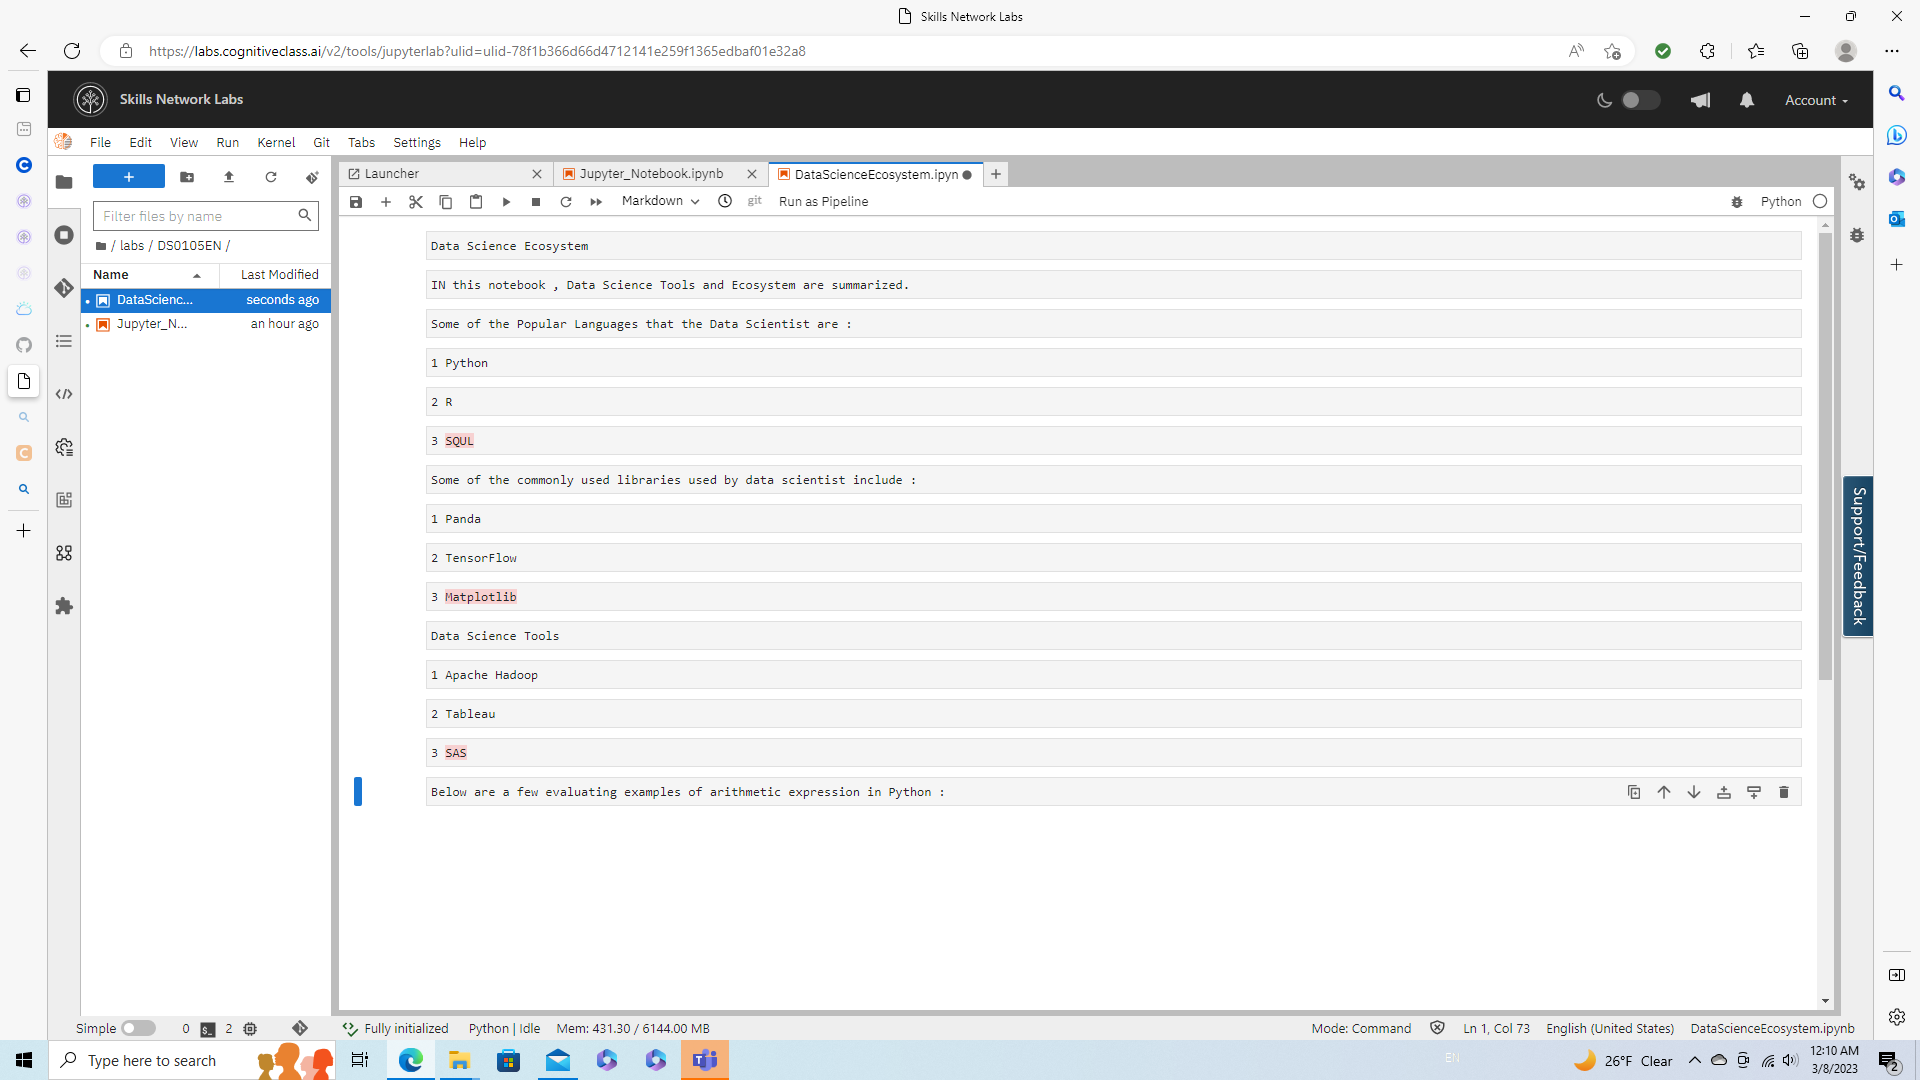 Skills Network Labs
https://labs.cognitiveclass.ai/v2/tools/jupyterlab?ulid=ulid-78f1b366d66d4712141e259f1365edbaf01e32a8
Skills Network Labs
Account
File Edit View Run Kernel Git Tabs Settings Help
Launcher
Jupyter_Notebook.ipynb
DataScienceEcosystem.ipyn
Markdown
git
Run as Pipeline
Python
Filter files by name
/ labs / DS0105EN /
Name Last Modified
DataScienc... seconds ago
Jupyter_N... an hour ago
Data Science Ecosystem
IN this notebook , Data Science Tools and Ecosystem are summarized.
Some of the Popular Languages that the Data Scientist are :
1 Python
2 R
3 SQUL
Some of the commonly used libraries used by data scientist include :
1 Panda
2 TensorFlow
3 Matplotlib
Data Science Tools
1 Apache Hadoop
2 Tableau
3 SAS
Below are a few evaluating examples of arithmetic expression in Python :
Support/Feedback
Simple 0 2 Fully initialized Python | Idle Mem: 431.30 / 6144.00 MB Mode: Command Ln 1, Col 73 English (United States) DataScienceEcosystem.ipynb
Type here to search
EN
26°F Clear
12:10 AM
3/8/2023
2